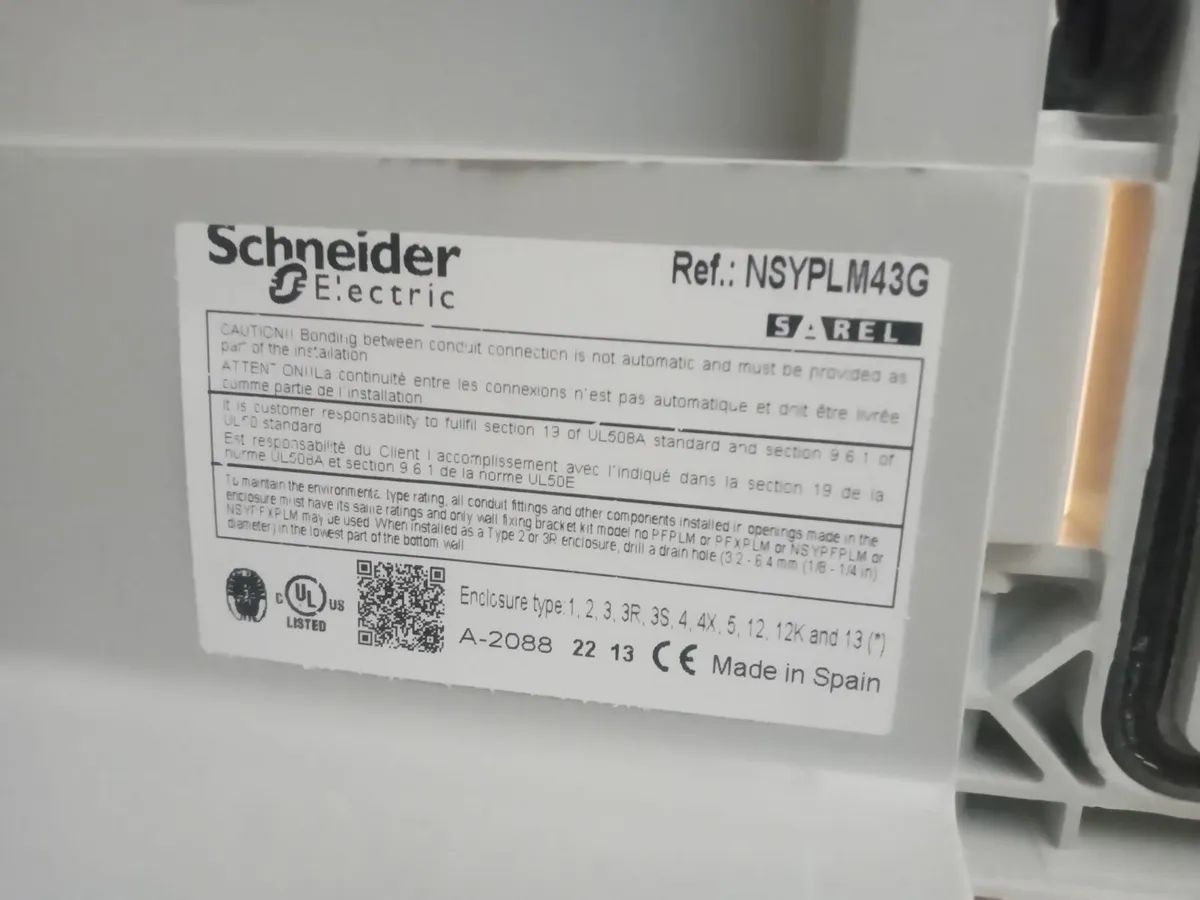 Schneider
Electric
Ref.: NSYPLM43G
SAREL
CAUTION!! Bonding between conduit connection is not automatic and must be provided as
part of the installation
ATTENTION!!La continuité entre les connexions n'est pas automatique et doit être livrée
comme partie de l'installation
It is customer responsability to fullfil section 19 of UL508A standard and section 9 6 1 of
UL50 standard
Est responsabilité du Client l accomplissement avec l'indiqué dans la section 19 de la
norme UL508A et section 9 6 1 de la norme UL50E
To maintain the environmental type rating, all conduit fittings and other components installed in openings made in the
enclosure must have its same ratings and only wall fixing bracket kit model no PFPLM or PFXPLM or NSYPFPLM or
NSYPFXPLM may be used When installed as a Type 2 or 3R enclosure, drill a drain hole (3 2 - 6 4 mm (1/8 - 1/4 in)
diameter) in the lowest part of the bottom wall
C UL US
LISTED
Enclosure type:1, 2, 3, 3R, 3S, 4, 4X, 5, 12, 12K and 13 (*)
A-2088 22 13 CE Made in Spain